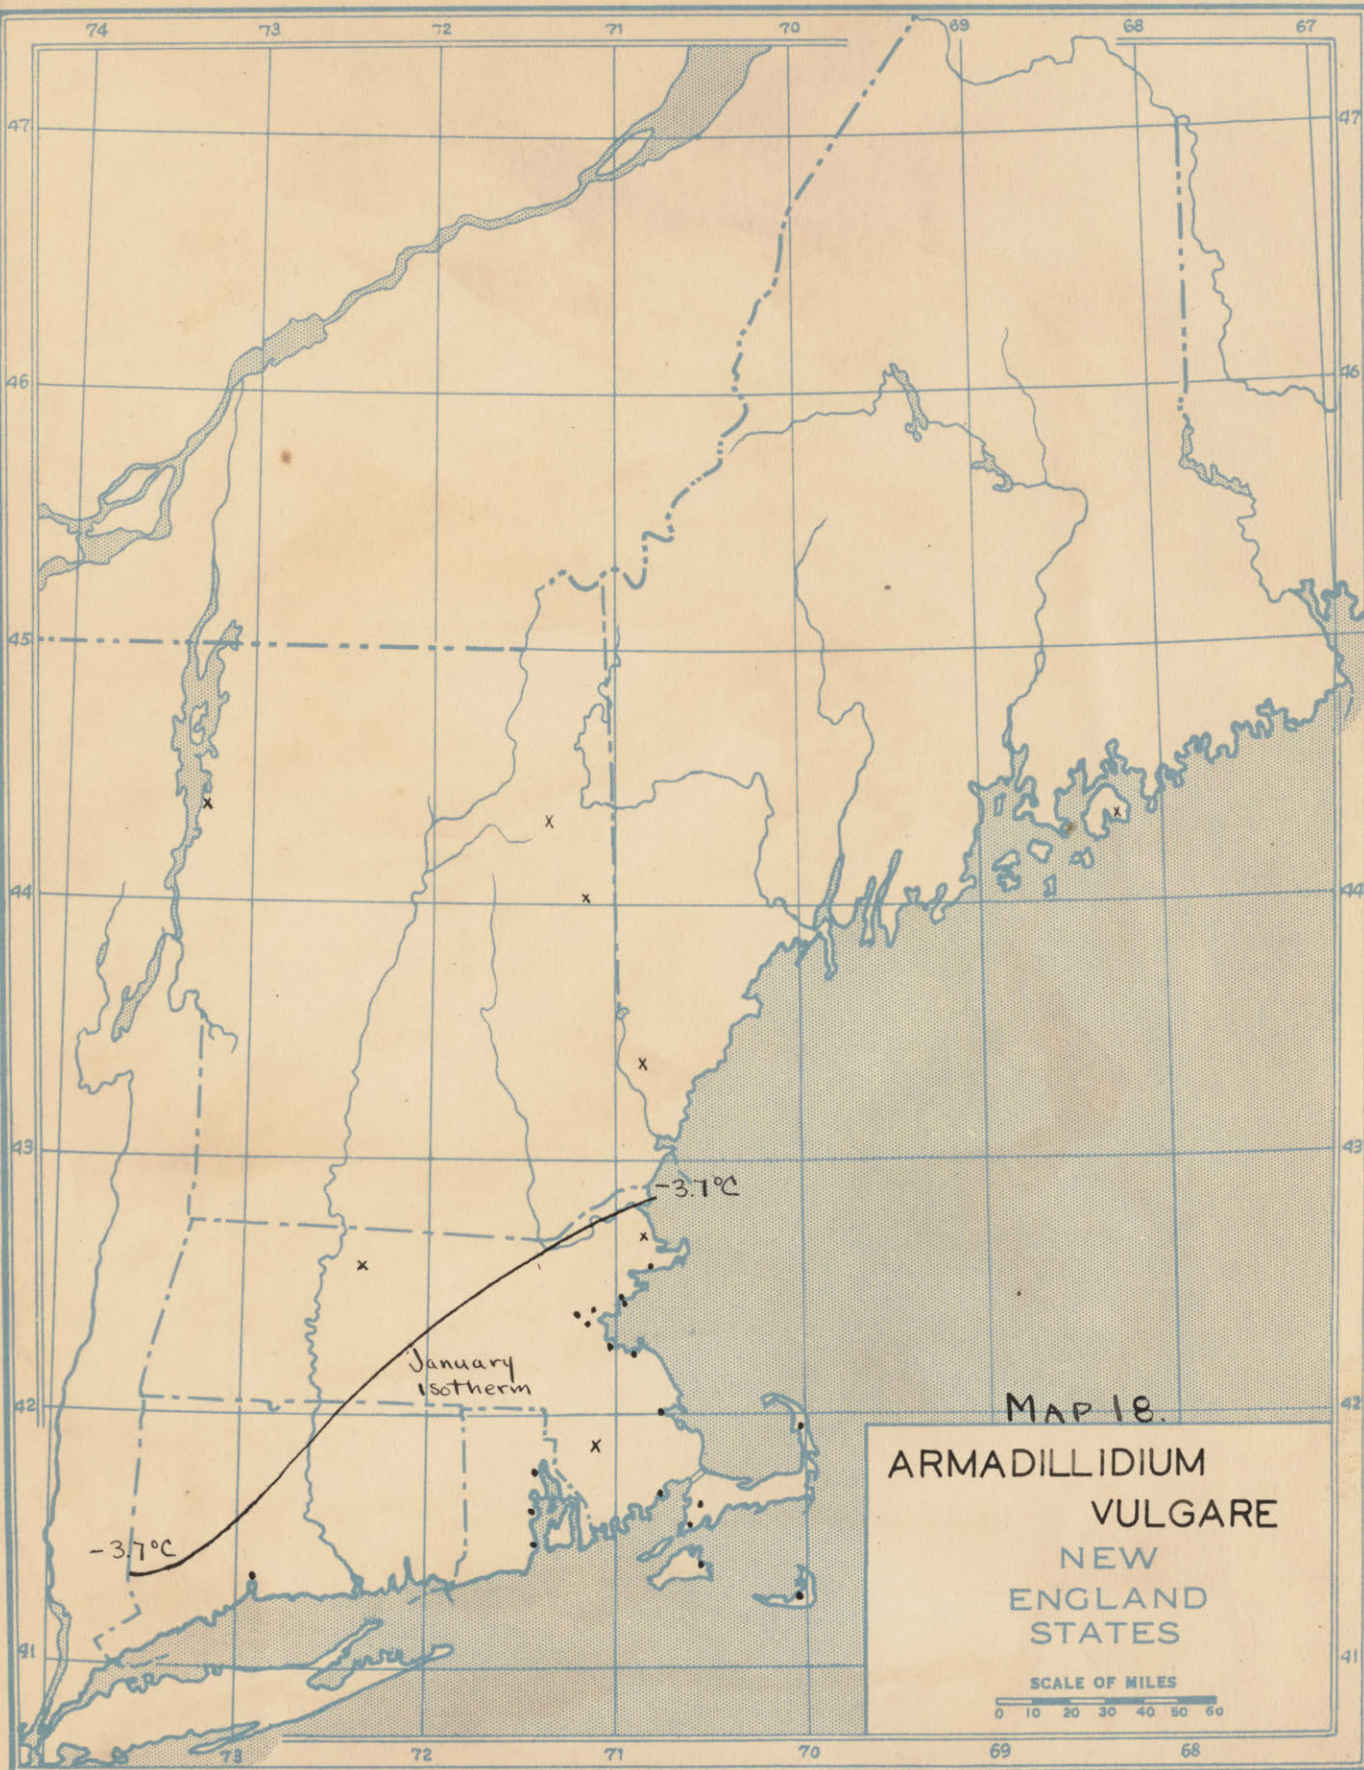 74 73 72 71 70 69 68 67
47 47
46 46
45
44 44
43 43
-3.7°C
January
isotherm
42 42
MAP 18.
ARMADILLIDIUM
VULGARE
-3.7°C
NEW
ENGLAND
STATES
41 41
SCALE OF MILES
0 10 20 30 40 50 60
73 72 71 70 69 68